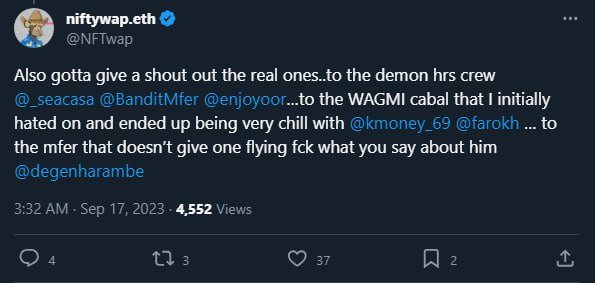 niftywap.eth
@NFTwap
Also gotta give a shout out the real ones..to the demon hrs crew
@_seacasa @BanditMfer @enjoyoor...to the WAGMI cabal that I initially
hated on and ended up being very chill with @kmoney_69 @farokh ... to
the mfer that doesn’t give one flying fck what you say about him
@degenharambe
3:32 AM · Sep 17, 2023 · 4,552 Views
4 3 37 2